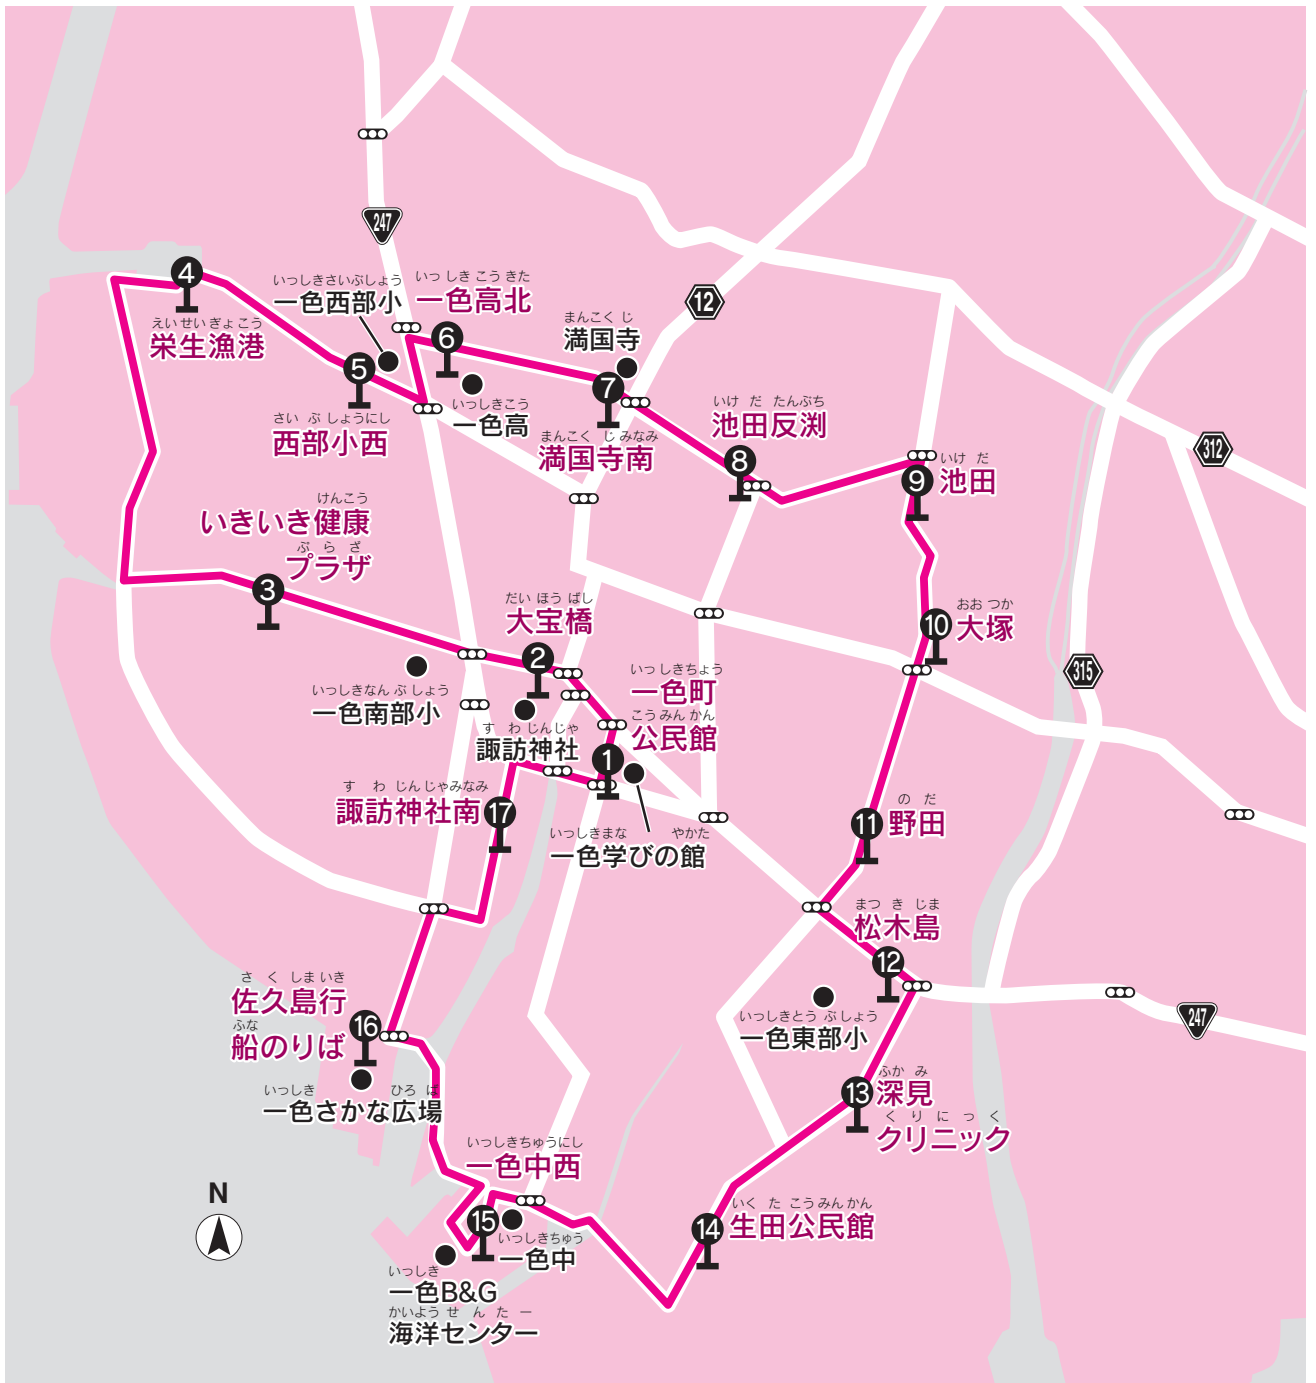 247
12
312
315
247
4
えいせいぎょこう
栄生漁港
いっしきさいぶしょう
一色西部小
いっしきこうきた
一色高北
6
5
さいぶしょうにし
西部小西
いっしきこう
一色高
まんこくじ
満国寺
7
まんこくじみなみ
満国寺南
いけだたんぶち
池田反渕
8
いけだ
池田
9
けんこう
いきいき健康
ぷらざ
プラザ
3
だいほうばし
大宝橋
2
おおつか
大塚
10
いっしきなんぶしょう
一色南部小
いっしきちょう
一色町
こうみんかん
公民館
1
すわじんじゃ
諏訪神社
すわじんじゃみなみ
諏訪神社南
17
いっしきまなやかた
一色学びの館
のだ
野田
11
まつきじま
松木島
12
いっしきとうぶしょう
一色東部小
さくしまいき
佐久島行
ふな
船のりば
16
いっしきひろば
一色さかな広場
ふかみ
深見
くりにっく
クリニック
13
いっしきちゅうにし
一色中西
15
いっしきちゅう
一色中
いくたこうみんかん
生田公民館
14
いっしき
一色B&G
かいようせんたー
海洋センター
N